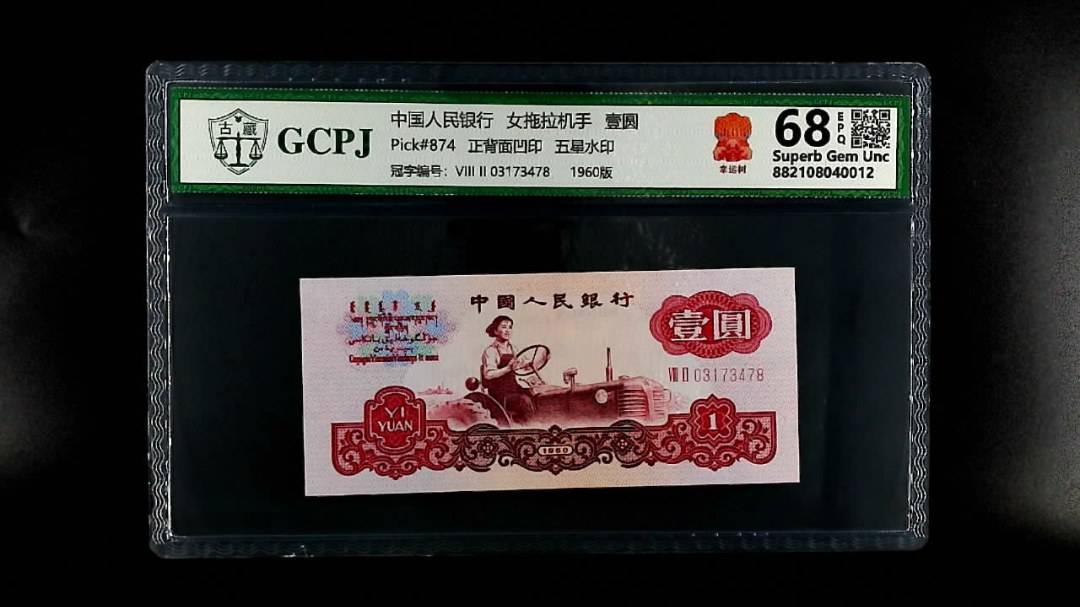 古藏
GCPJ
中国人民银行 女拖拉机手 壹圆
Pick#874 正背面凹印 五星水印
冠字编号: VIII II 03173478 1960版
幸运树
68 EPQ
Superb Gem Unc
882108040012
中國人民銀行
壹圓
VIII II 03173478
YI
YUAN
1
1960